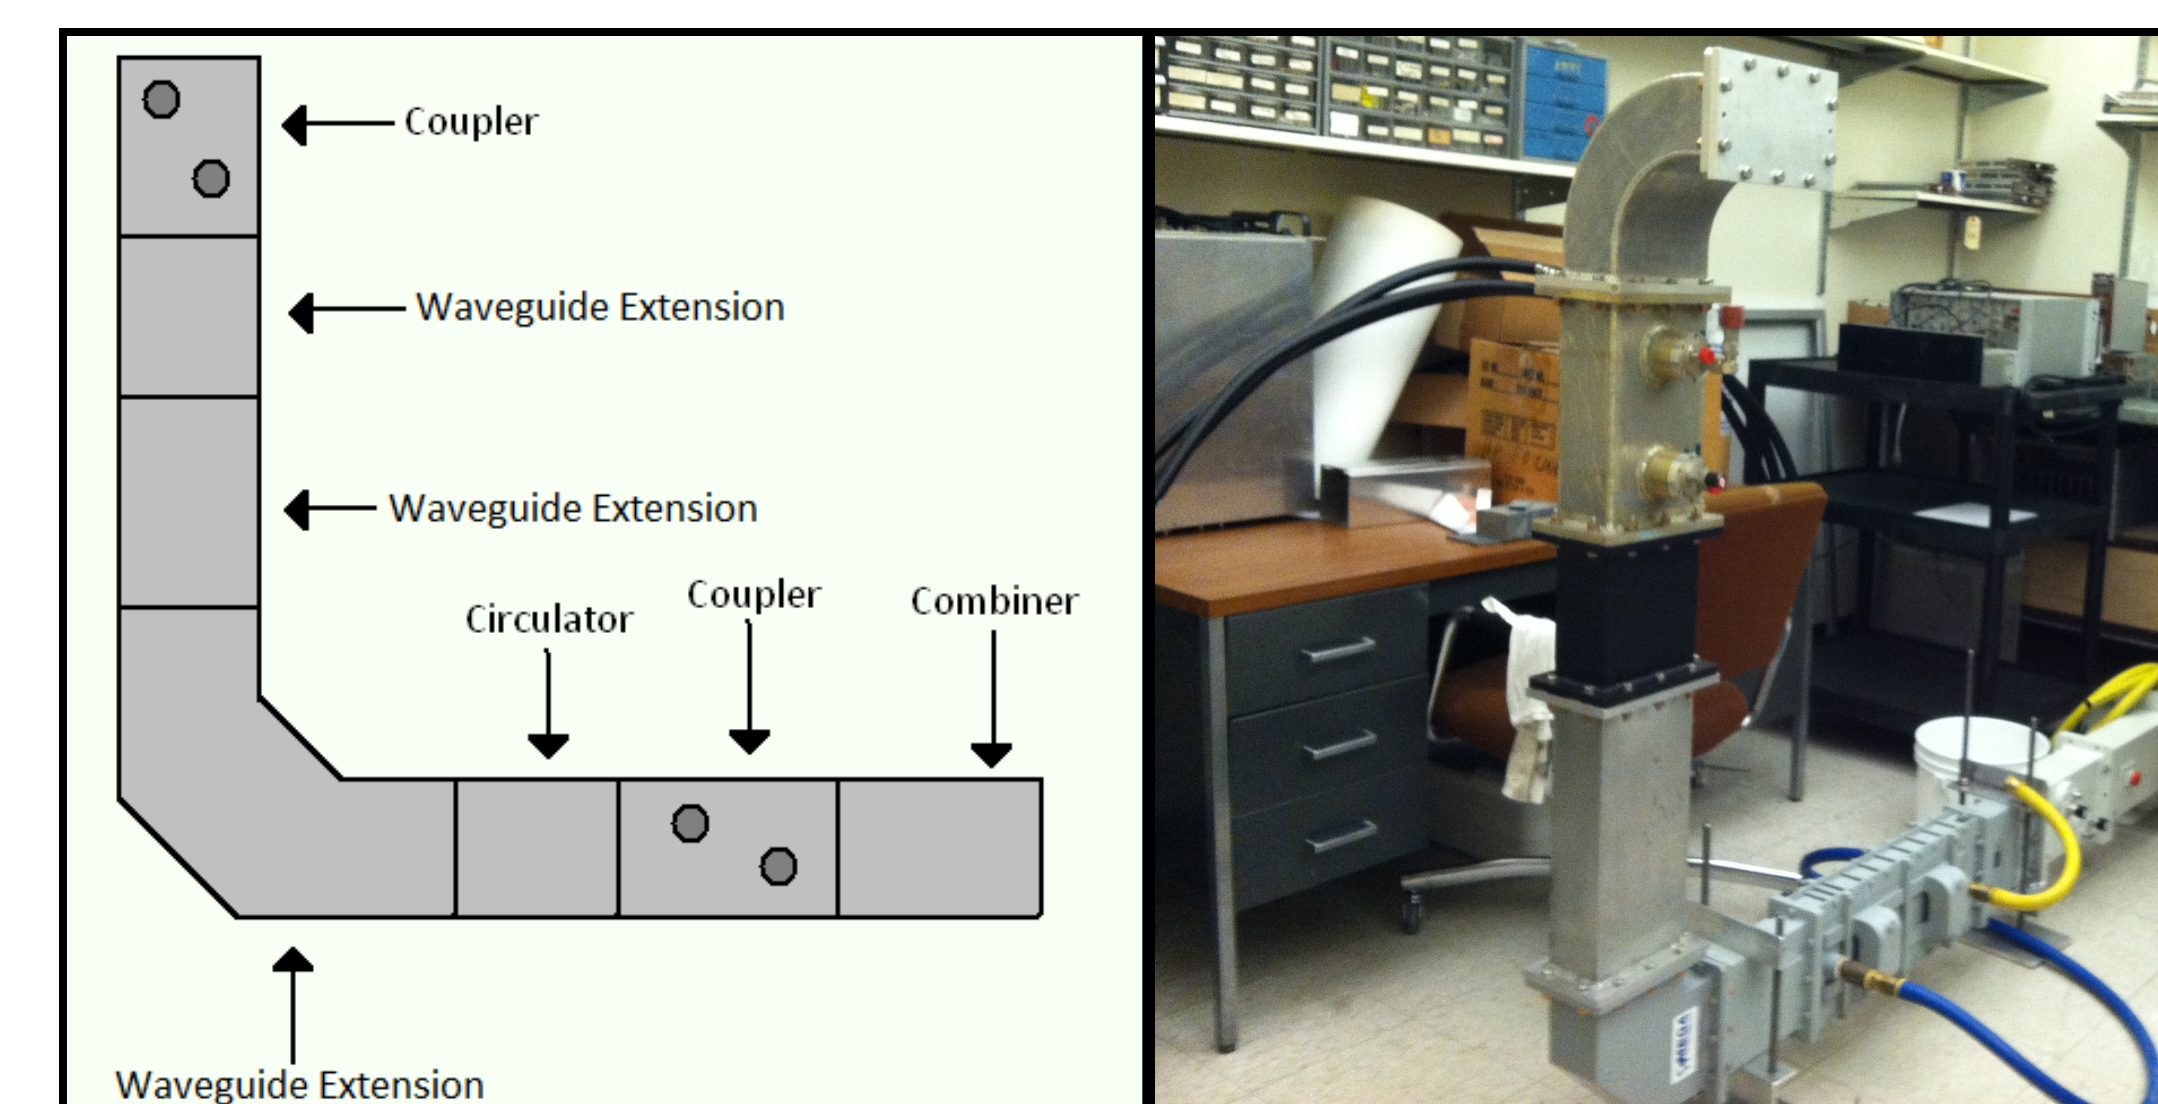 Coupler
Waveguide Extension
Waveguide Extension
Circulator
Coupler
Combiner
Waveguide Extension